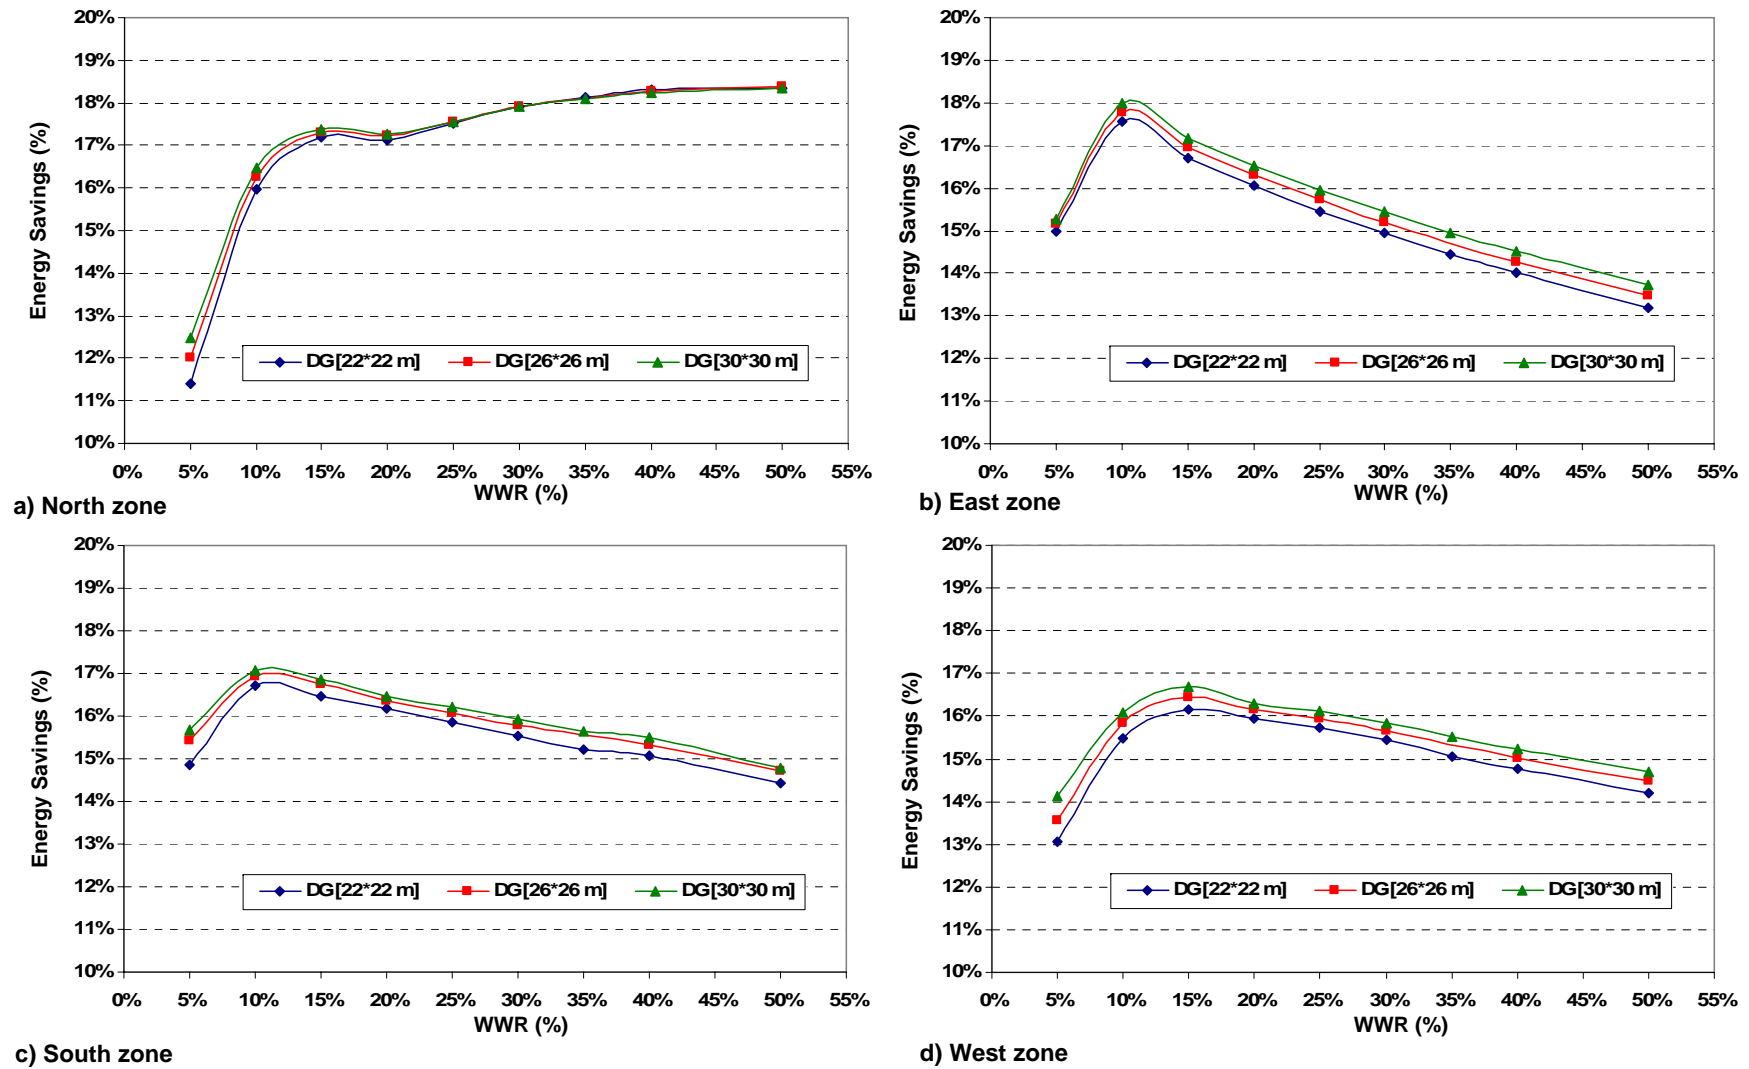 20%
19%
18%
17%
16%
15%
14%
13%
12%
11%
10%
Energy Savings (%)
DG[22*22 m] DG[26*26 m] DG[30*30 m]
0% 5% 10% 15% 20% 25% 30% 35% 40% 45% 50% 55%
WWR (%)
a) North zone
20%
19%
18%
17%
16%
15%
14%
13%
12%
11%
10%
Energy Savings (%)
DG[22*22 m] DG[26*26 m] DG[30*30 m]
0% 5% 10% 15% 20% 25% 30% 35% 40% 45% 50% 55%
WWR (%)
b) East zone
20%
19%
18%
17%
16%
15%
14%
13%
12%
11%
10%
Energy Savings (%)
DG[22*22 m] DG[26*26 m] DG[30*30 m]
0% 5% 10% 15% 20% 25% 30% 35% 40% 45% 50% 55%
WWR (%)
c) South zone
20%
19%
18%
17%
16%
15%
14%
13%
12%
11%
10%
Energy Savings (%)
DG[22*22 m] DG[26*26 m] DG[30*30 m]
0% 5% 10% 15% 20% 25% 30% 35% 40% 45% 50% 55%
WWR (%)
d) West zone